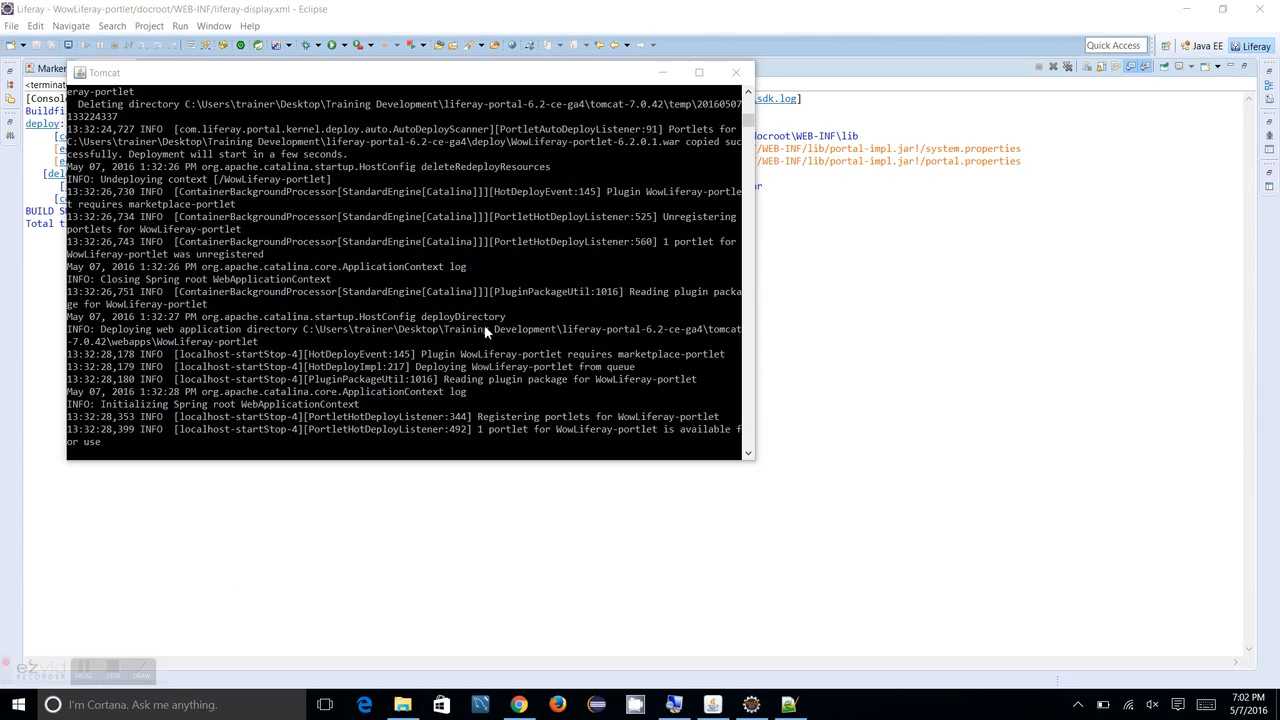 Liferay - WowLiferay-portlet/docroot/WEB-INF/liferay-display.xml - Eclipse
File Edit Navigate Search Project Run Window Help
Quick Access Java EE Liferay
Marker
Tomcat
<terminat
[Consol
sdk.log]
Buildfi
deploy:
docroot\WEB-INF\lib
/WEB-INF/lib/portal-impl.jar!/system.properties
/WEB-INF/lib/portal-impl.jar!/portal.properties
[del
BUILD S
Total t
eray-portlet
Deleting directory C:\Users\trainer\Desktop\Training Development\liferay-portal-6.2-ce-ga4\tomcat-7.0.42\temp\20160507
133224337
13:32:24,727 INFO [com.liferay.portal.kernel.deploy.auto.AutoDeployScanner][PortletAutoDeployListener:91] Portlets for
C:\Users\trainer\Desktop\Training Development\liferay-portal-6.2-ce-ga4\deploy\WowLiferay-portlet-6.2.0.1.war copied suc
cessfully. Deployment will start in a few seconds.
May 07, 2016 1:32:26 PM org.apache.catalina.startup.HostConfig deleteRedeployResources
INFO: Undeploying context [/WowLiferay-portlet]
13:32:26,730 INFO [ContainerBackgroundProcessor[StandardEngine[Catalina]]][HotDeployEvent:145] Plugin WowLiferay-portle
t requires marketplace-portlet
13:32:26,734 INFO [ContainerBackgroundProcessor[StandardEngine[Catalina]]][PortletHotDeployListener:525] Unregistering
portlets for WowLiferay-portlet
13:32:26,743 INFO [ContainerBackgroundProcessor[StandardEngine[Catalina]]][PortletHotDeployListener:560] 1 portlet for
WowLiferay-portlet was unregistered
May 07, 2016 1:32:26 PM org.apache.catalina.core.ApplicationContext log
INFO: Closing Spring root WebApplicationContext
13:32:26,751 INFO [ContainerBackgroundProcessor[StandardEngine[Catalina]]][PluginPackageUtil:1016] Reading plugin packa
ge for WowLiferay-portlet
May 07, 2016 1:32:27 PM org.apache.catalina.startup.HostConfig deployDirectory
INFO: Deploying web application directory C:\Users\trainer\Desktop\Training Development\liferay-portal-6.2-ce-ga4\tomcat
-7.0.42\webapps\WowLiferay-portlet
13:32:28,178 INFO [localhost-startStop-4][HotDeployEvent:145] Plugin WowLiferay-portlet requires marketplace-portlet
13:32:28,179 INFO [localhost-startStop-4][HotDeployImpl:217] Deploying WowLiferay-portlet from queue
13:32:28,180 INFO [localhost-startStop-4][PluginPackageUtil:1016] Reading plugin package for WowLiferay-portlet
May 07, 2016 1:32:28 PM org.apache.catalina.core.ApplicationContext log
INFO: Initializing Spring root WebApplicationContext
13:32:28,353 INFO [localhost-startStop-4][PortletHotDeployListener:344] Registering portlets for WowLiferay-portlet
13:32:28,399 INFO [localhost-startStop-4][PortletHotDeployListener:492] 1 portlet for WowLiferay-portlet is available f
or use
ezvid
RECORDER
PAUSE STOP DRAW
I'm Cortana. Ask me anything.
7:02 PM
5/7/2016